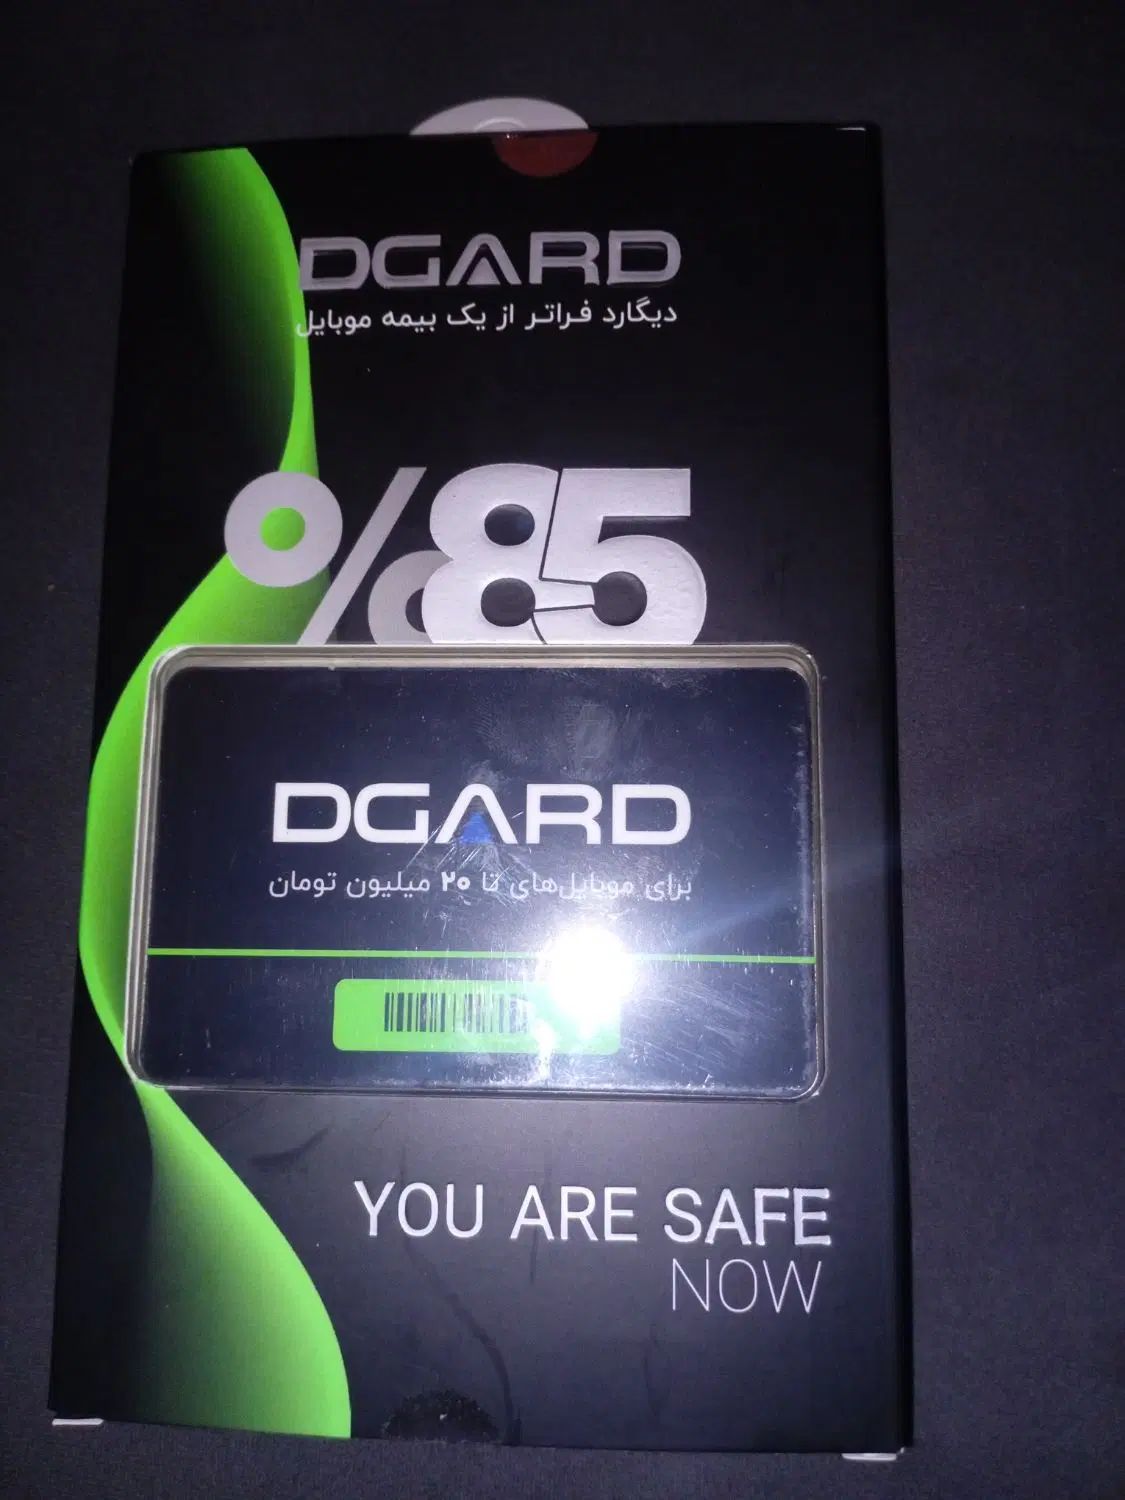 DGARD
دیگارد فراتر از یک بیمه موبایل
%85
DGARD
برای موبایل‌های تا ۲۰ میلیون تومان
YOU ARE SAFE
NOW